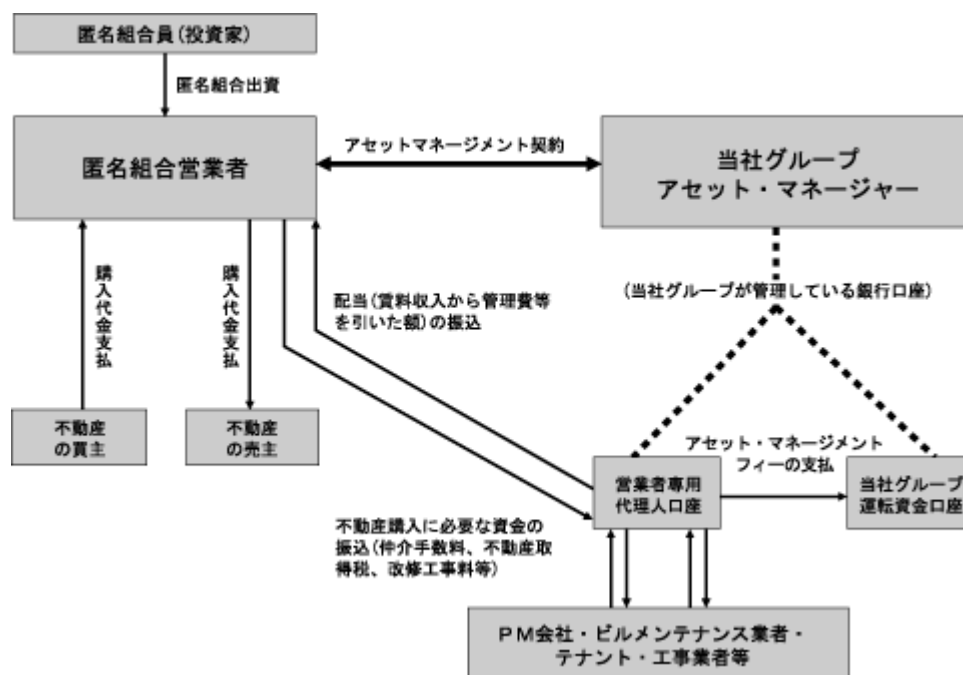 匿名組合員(投資家)
匿名組合出資
匿名組合営業者
アセットマネージメント契約
当社グループ
アセット・マネージャー
購入代金支払
購入代金支払
配当(賃料収入から管理費等
を引いた額)の振込
(当社グループが管理している銀行口座)
不動産
の買主
不動産
の売主
アセット・マネージメント
フィーの支払
営業者専用
代理人口座
当社グループ
運転資金口座
不動産購入に必要な資金の
振込(仲介手数料、不動産取
得税、改修工事料等)
PM会社・ビルメンテナンス業者・
テナント・工事業者等